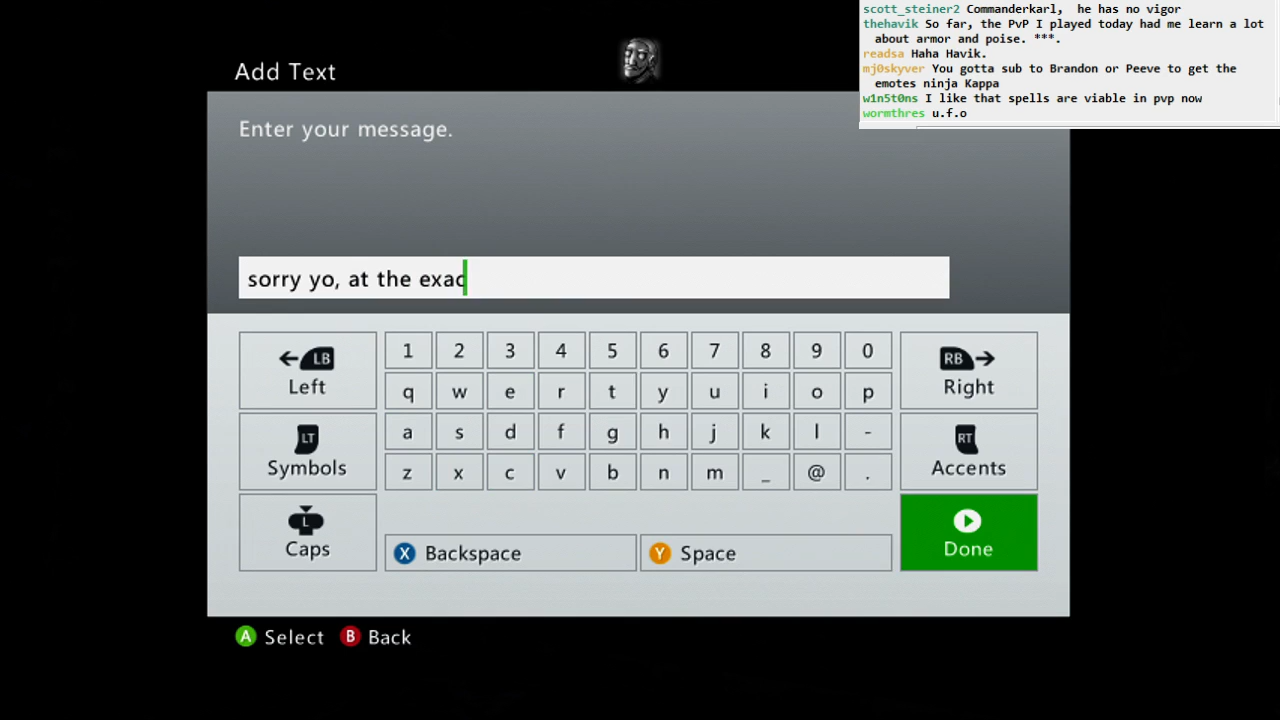 scott_steiner2 Commanderkarl, he has no vigor
thehavik So far, the PvP I played today had me learn a lot
about armor and poise. ***.
readsa Haha Havik.
mj0skyver You gotta sub to Brandon or Peeve to get the
emotes ninja Kappa
w1n5t0ns I like that spells are viable in pvp now
wormthres u.f.o
Add Text
Enter your message.
sorry yo, at the exac
LB
Left
1 2 3 4 5 6 7 8 9 0
RB
Right
q w e r t y u i o p
LT
Symbols
a s d f g h j k l -
RT
Accents
z x c v b n m _ @ .
L
Caps
X Backspace
Y Space
Done
A Select B Back